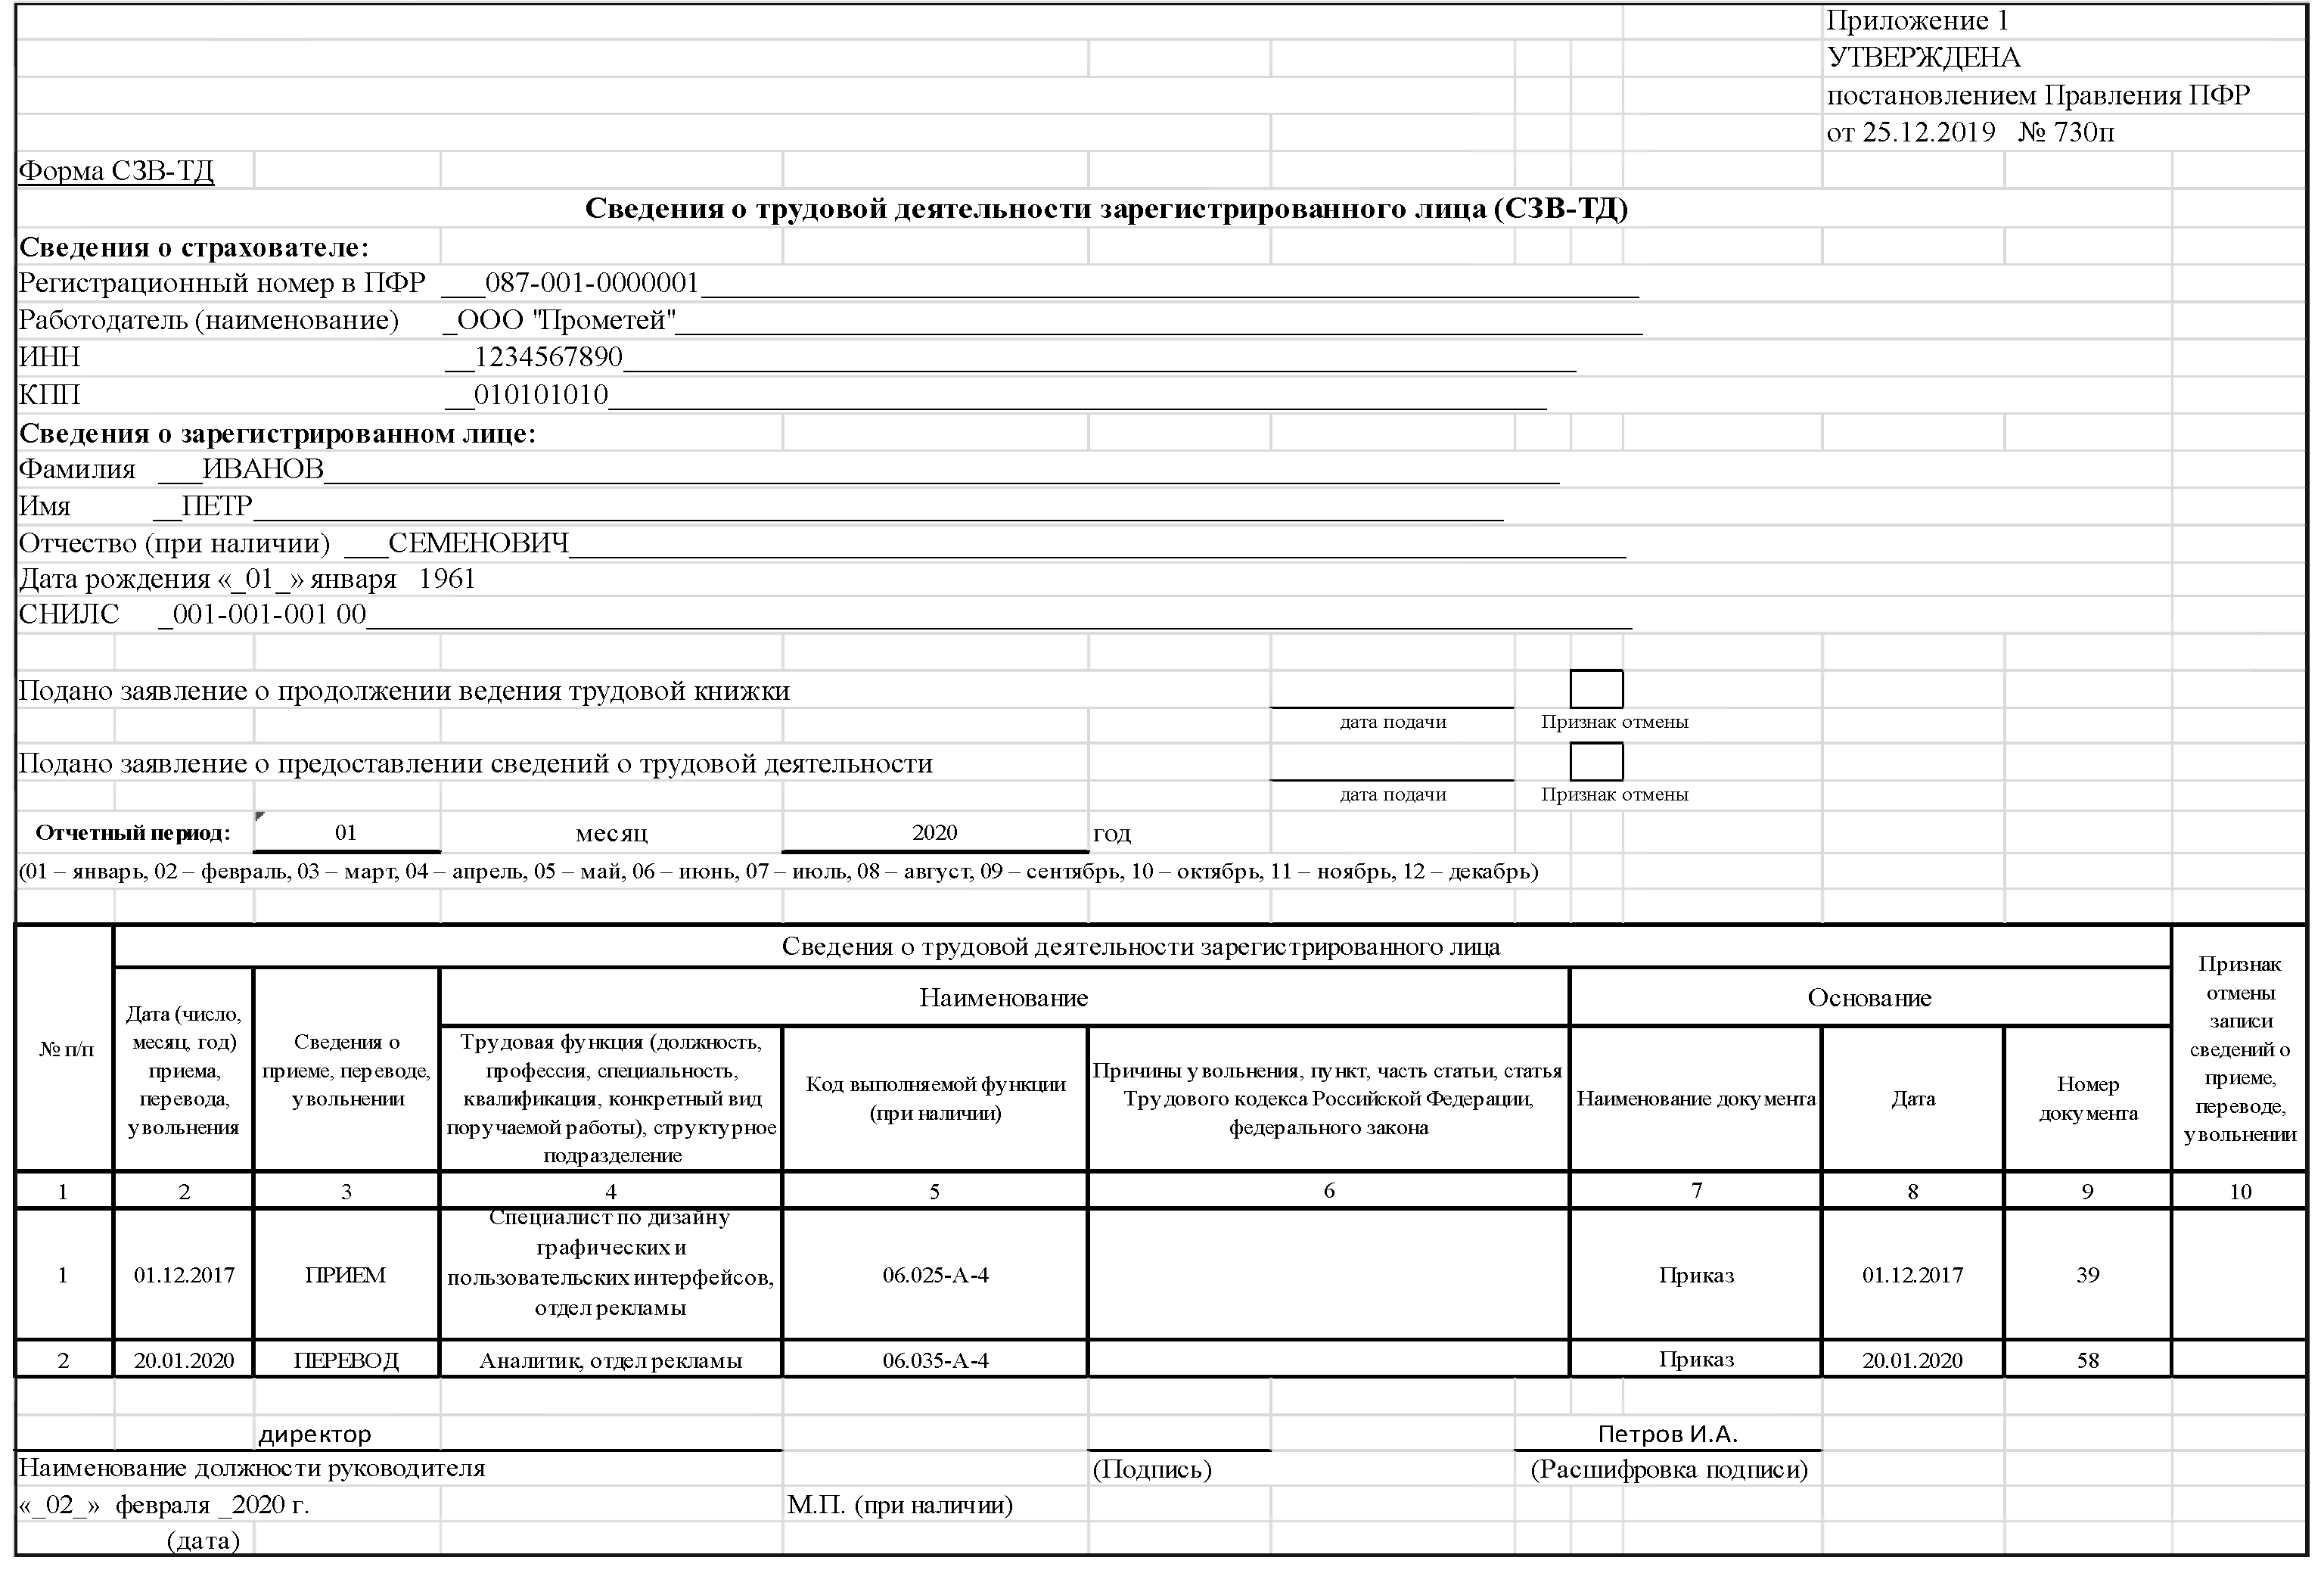 Приложение 1
УТВЕРЖДЕНА
постановлением Правления ПФР
от 25.12.2019 № 730п
Форма СЗВ-ТД
Сведения о трудовой деятельности зарегистрированного лица (СЗВ-ТД)
Сведения о страхователе:
Регистрационный номер в ПФР ___087-001-0000001
Работодатель (наименование) _ООО "Прометей"
ИНН __1234567890
КПП __010101010
Сведения о зарегистрированном лице:
Фамилия ___ИВАНОВ
Имя __ПЕТР
Отчество (при наличии) ___СЕМЕНОВИЧ
Дата рождения «_01_» января 1961
СНИЛС _001-001-001 00
Подано заявление о продолжении ведения трудовой книжки
дата подачи Признак отмены
Подано заявление о предоставлении сведений о трудовой деятельности
дата подачи Признак отмены
Отчетный период: 01 месяц 2020 год
(01 – январь, 02 – февраль, 03 – март, 04 – апрель, 05 – май, 06 – июнь, 07 – июль, 08 – август, 09 – сентябрь, 10 – октябрь, 11 – ноябрь, 12 – декабрь)
№ п/п
Сведения о трудовой деятельности зарегистрированного лица
Признак
отмены
записи
сведений о
приеме,
переводе,
увольнении
Дата (число,
месяц, год)
приема,
перевода,
увольнения
Сведения о
приеме, переводе,
увольнении
Наименование
Основание
Трудовая функция (должность,
профессия, специальность,
квалификация, конкретный вид
поручаемой работы), структурное
подразделение
Код выполняемой функции
(при наличии)
Причины увольнения, пункт, часть статьи, статья
Трудового кодекса Российской Федерации,
федерального закона
Наименование документа
Дата
Номер
документа
1 2 3 4 5 6 7 8 9 10
1 01.12.2017 ПРИЕМ
Специалист по дизайну
графических и
пользовательских интерфейсов,
отдел рекламы
06.025-А-4 Приказ 01.12.2017 39
2 20.01.2020 ПЕРЕВОД Аналитик, отдел рекламы 06.035-А-4 Приказ 20.01.2020 58
директор Петров И.А.
Наименование должности руководителя (Подпись) (Расшифровка подписи)
«_02_» февраля _2020 г. М.П. (при наличии)
(дата)